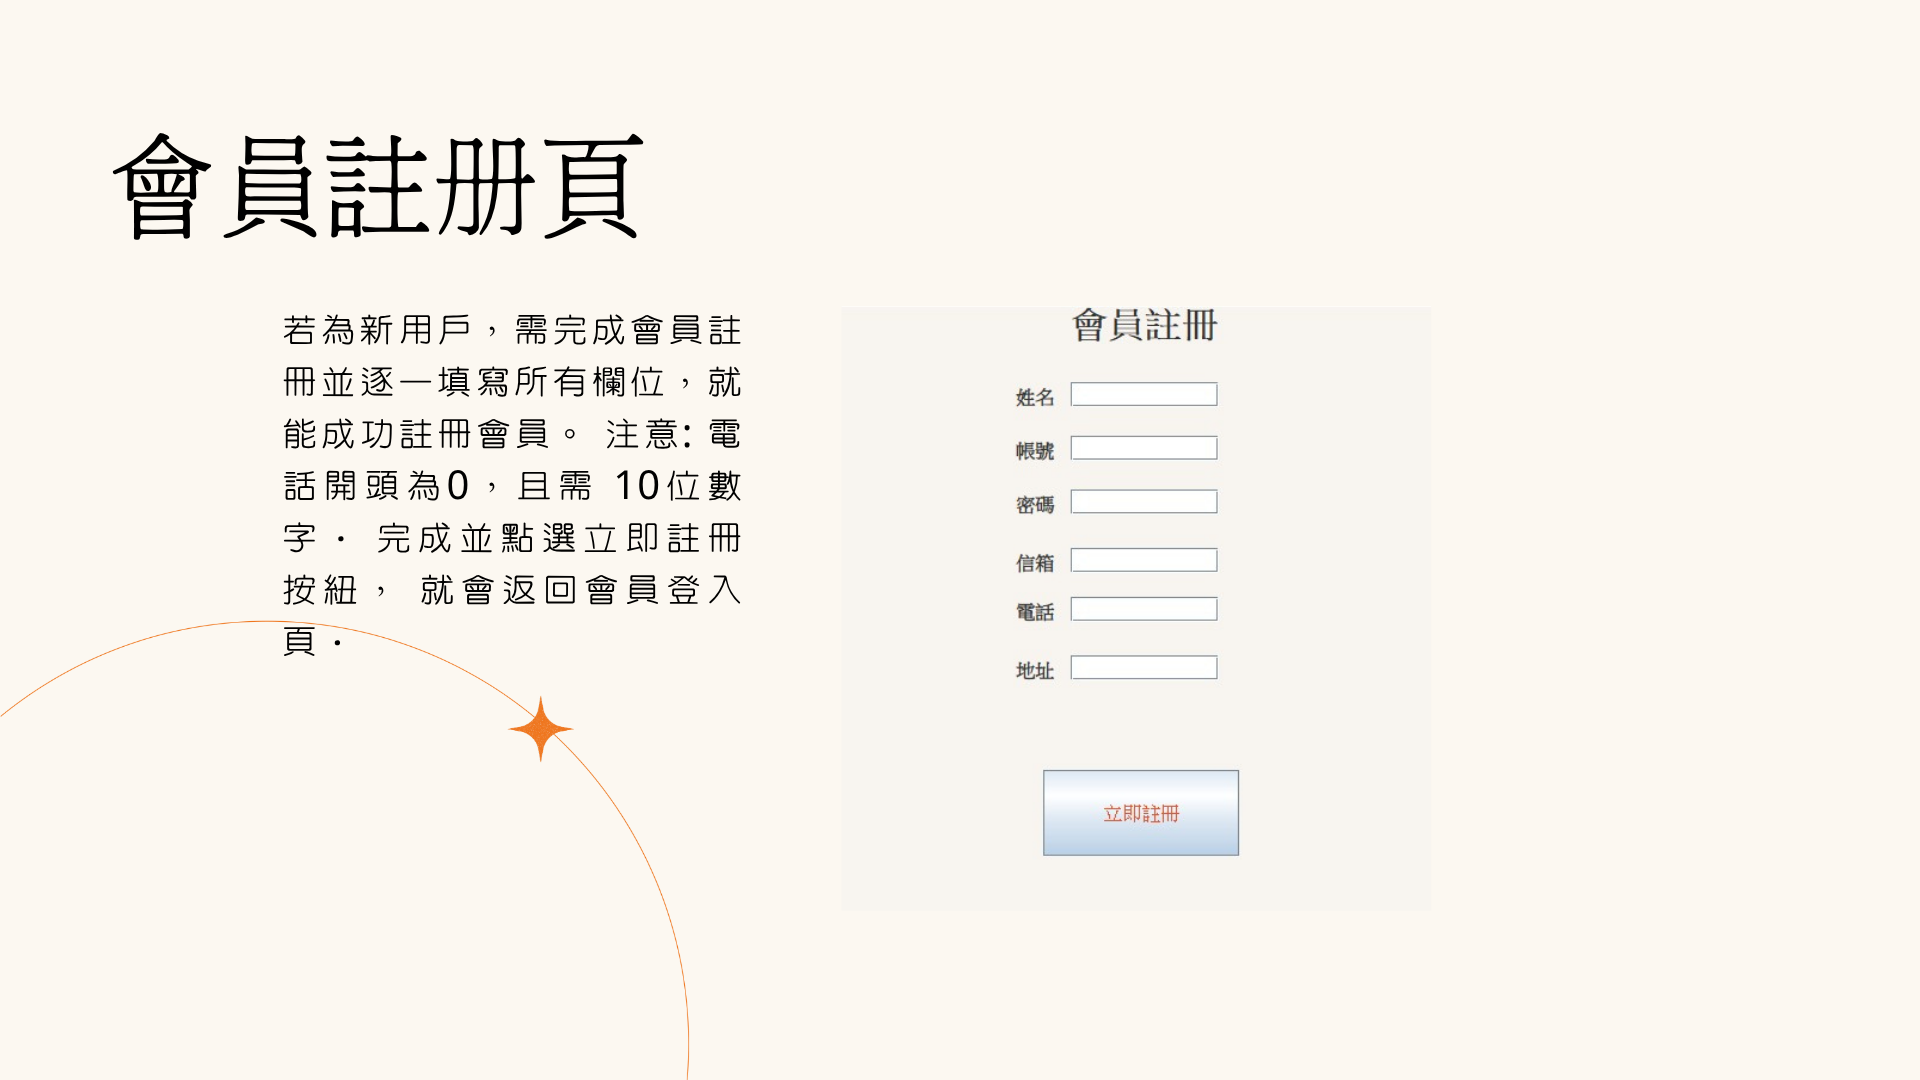 會員註册頁
若為新用戶，需完成會員註
冊並逐一填寫所有欄位，就
能成功註冊會員。 注意: 電
話開頭為0，且需 10位數
字． 完成並點選立即註冊
按紐， 就會返回會員登入
頁．
會員註冊
姓名
帳號
密碼
信箱
電話
地址
立即註冊